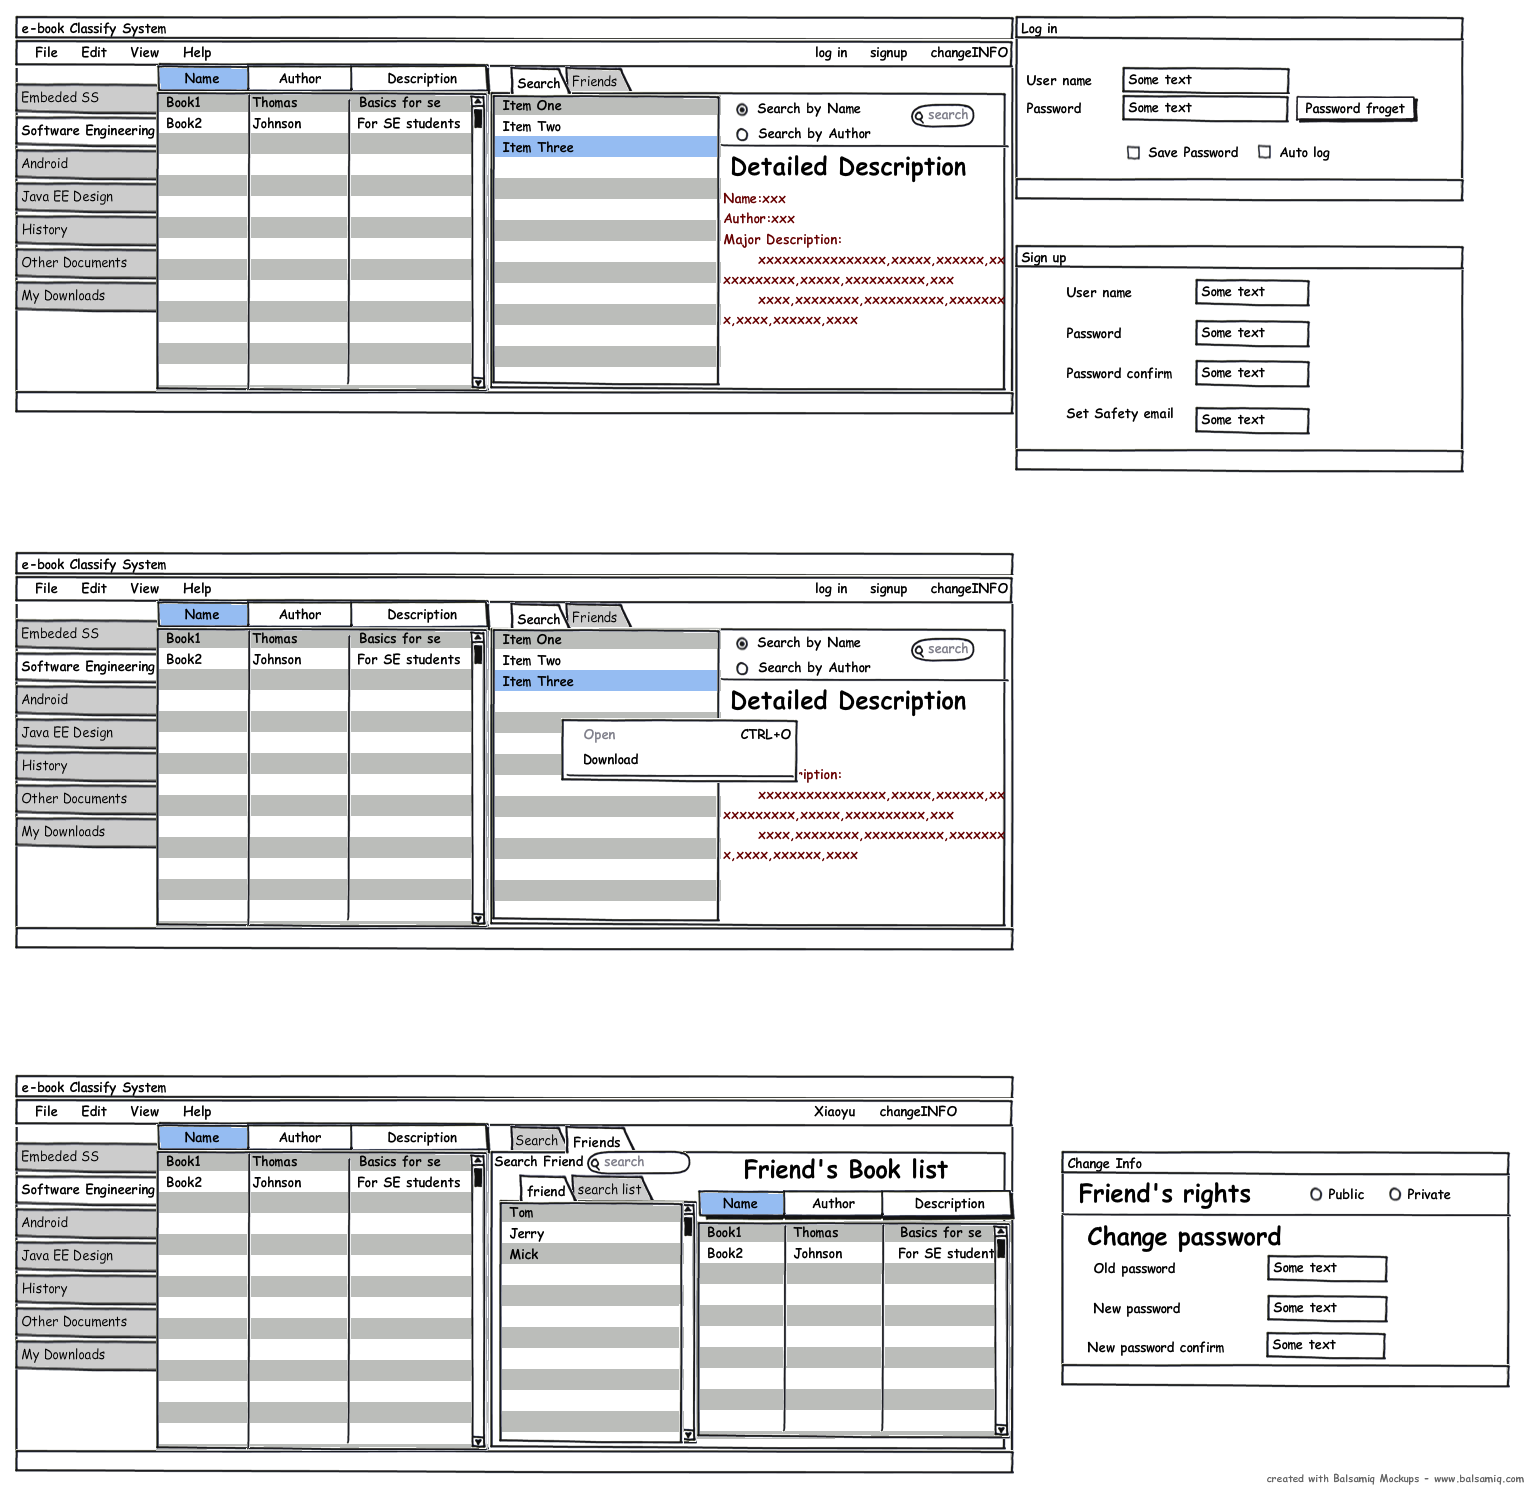 e-book Classify System
File Edit View Help log in signup changeINFO
Name Author Description
Search Friends
Embeded SS
Software Engineering
Android
Java EE Design
History
Other Documents
My Downloads
Book1 Thomas Basics for se
Book2 Johnson For SE students
Item One
Item Two
Item Three
Search by Name
Search by Author
search
Detailed Description
Name:xxx
Author:xxx
Major Description:
xxxxxxxxxxxxxxxx,xxxxx,xxxxxx,xx
xxxxxxxxx,xxxxx,xxxxxxxxxx,xxx
xxxx,xxxxxxxx,xxxxxxxxxx,xxxxxxx
x,xxxx,xxxxxx,xxxx
Log in
User name Some text
Password Some text Password froget
Save Password Auto log
Sign up
User name Some text
Password Some text
Password confirm Some text
Set Safety email Some text
e-book Classify System
File Edit View Help log in signup changeINFO
Name Author Description
Search Friends
Embeded SS
Software Engineering
Android
Java EE Design
History
Other Documents
My Downloads
Book1 Thomas Basics for se
Book2 Johnson For SE students
Item One
Item Two
Item Three
Search by Name
Search by Author
search
Detailed Description
Open CTRL+O
Download
ription:
xxxxxxxxxxxxxxxx,xxxxx,xxxxxx,xx
xxxxxxxxx,xxxxx,xxxxxxxxxx,xxx
xxxx,xxxxxxxx,xxxxxxxxxx,xxxxxxx
x,xxxx,xxxxxx,xxxx
e-book Classify System
File Edit View Help Xiaoyu changeINFO
Name Author Description
Search Friends
Embeded SS
Software Engineering
Android
Java EE Design
History
Other Documents
My Downloads
Book1 Thomas Basics for se
Book2 Johnson For SE students
Search Friend search
friend search list
Tom
Jerry
Mick
Friend's Book list
Name Author Description
Book1 Thomas Basics for se
Book2 Johnson For SE student
Change Info
Friend's rights Public Private
Change password
Old password Some text
New password Some text
New password confirm Some text
created with Balsamiq Mockups - www.balsamiq.com